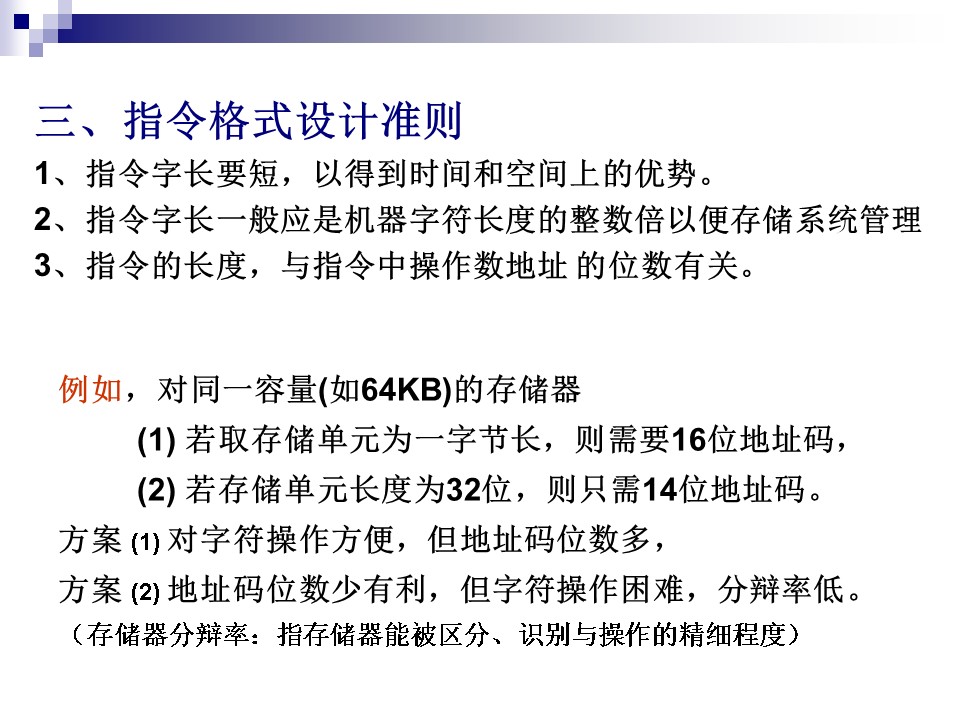 三、指令格式设计准则
1、指令字长要短，以得到时间和空间上的优势。
2、指令字长一般应是机器字符长度的整数倍以便存储系统管理
3、指令的长度，与指令中操作数地址 的位数有关。
例如，对同一容量(如64KB)的存储器
(1) 若取存储单元为一字节长，则需要16位地址码，
(2) 若存储单元长度为32位，则只需14位地址码。
方案 (1) 对字符操作方便，但地址码位数多，
方案 (2) 地址码位数少有利，但字符操作困难，分辩率低。
（存储器分辩率：指存储器能被区分、识别与操作的精细程度）